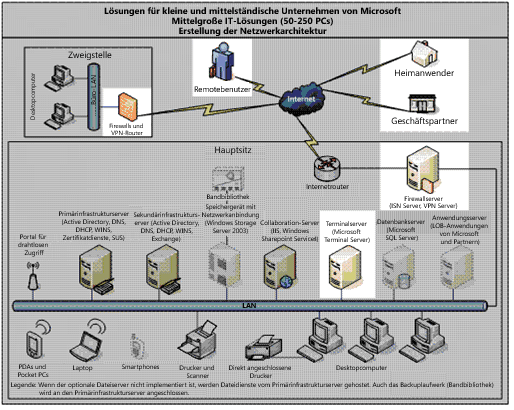 Lösungen für kleine und mittelständische Unternehmen von Microsoft
Mittelgroße IT-Lösungen (50-250 PCs)
Erstellung der Netzwerkarchitektur
Zweigstelle
Desktopcomputer
Büro-LAN
Firewalls und
VPN-Router
Remotebenutzer
Internet
Heimanwender
Geschäftspartner
Hauptsitz
Internetrouter
Firewallserver
(ISN Server, VPN Server)
Portal für
drahtlosen
Zugriff
Primärinfrastrukturserver
(Active Directory, DNS,
DHCP, WINS,
Zertifikatdienste, SUS)
Sekundärinfrastruktur-
server (Active Directory,
DNS, DHCP, WINS,
Exchange)
Bandbibliothek
+
Speichergerät mit
Netzwerkanbindung
(Windows Storage
Server 2003)
Collaboration-Server
(IIS, Windows
Sharepoint Services)
Terminalserver
(Microsoft
Terminal Server)
Datenbankserver
(Microsoft
SQL Server)
Anwendungsserver
(LOB-Anwendungen
von Microsoft
und Partnern)
LAN
PDAs und
Pocket PCs
Laptop
Smartphones
Drucker und
Scanner
Direkt angeschlossene
Drucker
Desktopcomputer
Legende: Wenn der optionale Dateiserver nicht implementiert ist, werden Dateidienste vom Primärinfrastrukturserver gehostet. Auch das Backuplaufwerk (Bandbibliothek)
wird an den Primärinfrastrukturserver angeschlossen.